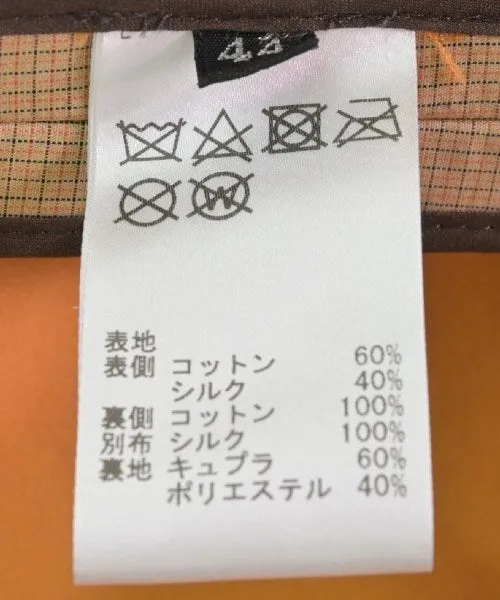 44
W
表地
表側 コットン 60%
シルク 40%
裏側 コットン 100%
別布 シルク 100%
裏地 キュプラ 60%
ポリエステル 40%